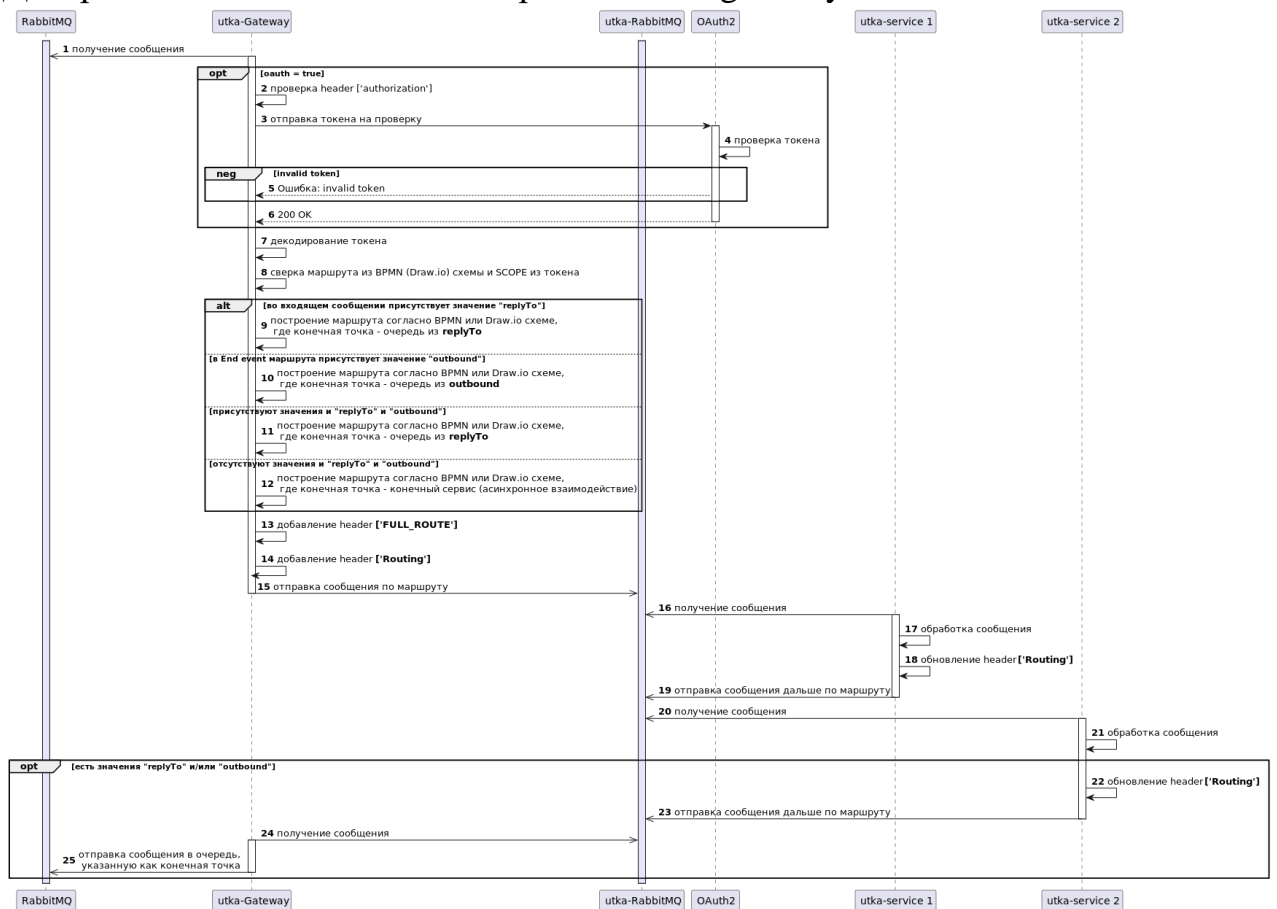 RabbitMQ
utka-Gateway
utka-RabbitMQ
OAuth2
utka-service 1
utka-service 2
1 получение сообщения
opt [oauth = true]
2 проверка header ['authorization']
3 отправка токена на проверку
4 проверка токена
neg [invalid token]
5 Ошибка: invalid token
6 200 OK
7 декодирование токена
8 сверка маршрута из BPMN (Draw.io) схемы и SCOPE из токена
alt [во входящем сообщении присутствует значение "replyTo"]
9 построение маршрута согласно BPMN или Draw.io схеме,
где конечная точка - очередь из replyTo
[в End event маршрута присутствует значение "outbound"]
10 построение маршрута согласно BPMN или Draw.io схеме,
где конечная точка - очередь из outbound
[присутствуют значения и "replyTo" и "outbound"]
11 построение маршрута согласно BPMN или Draw.io схеме,
где конечная точка - очередь из replyTo
[отсутствуют значения и "replyTo" и "outbound"]
12 построение маршрута согласно BPMN или Draw.io схеме,
где конечная точка - конечный сервис (асинхронное взаимодействие)
13 добавление header ['FULL_ROUTE']
14 добавление header ['Routing']
15 отправка сообщения по маршруту
16 получение сообщения
17 обработка сообщения
18 обновление header ['Routing']
19 отправка сообщения дальше по маршруту
20 получение сообщения
21 обработка сообщения
opt [есть значения "replyTo" и/или "outbound"]
22 обновление header ['Routing']
23 отправка сообщения дальше по маршруту
24 получение сообщения
25 отправка сообщения в очередь,
указанную как конечная точка
RabbitMQ
utka-Gateway
utka-RabbitMQ
OAuth2
utka-service 1
utka-service 2